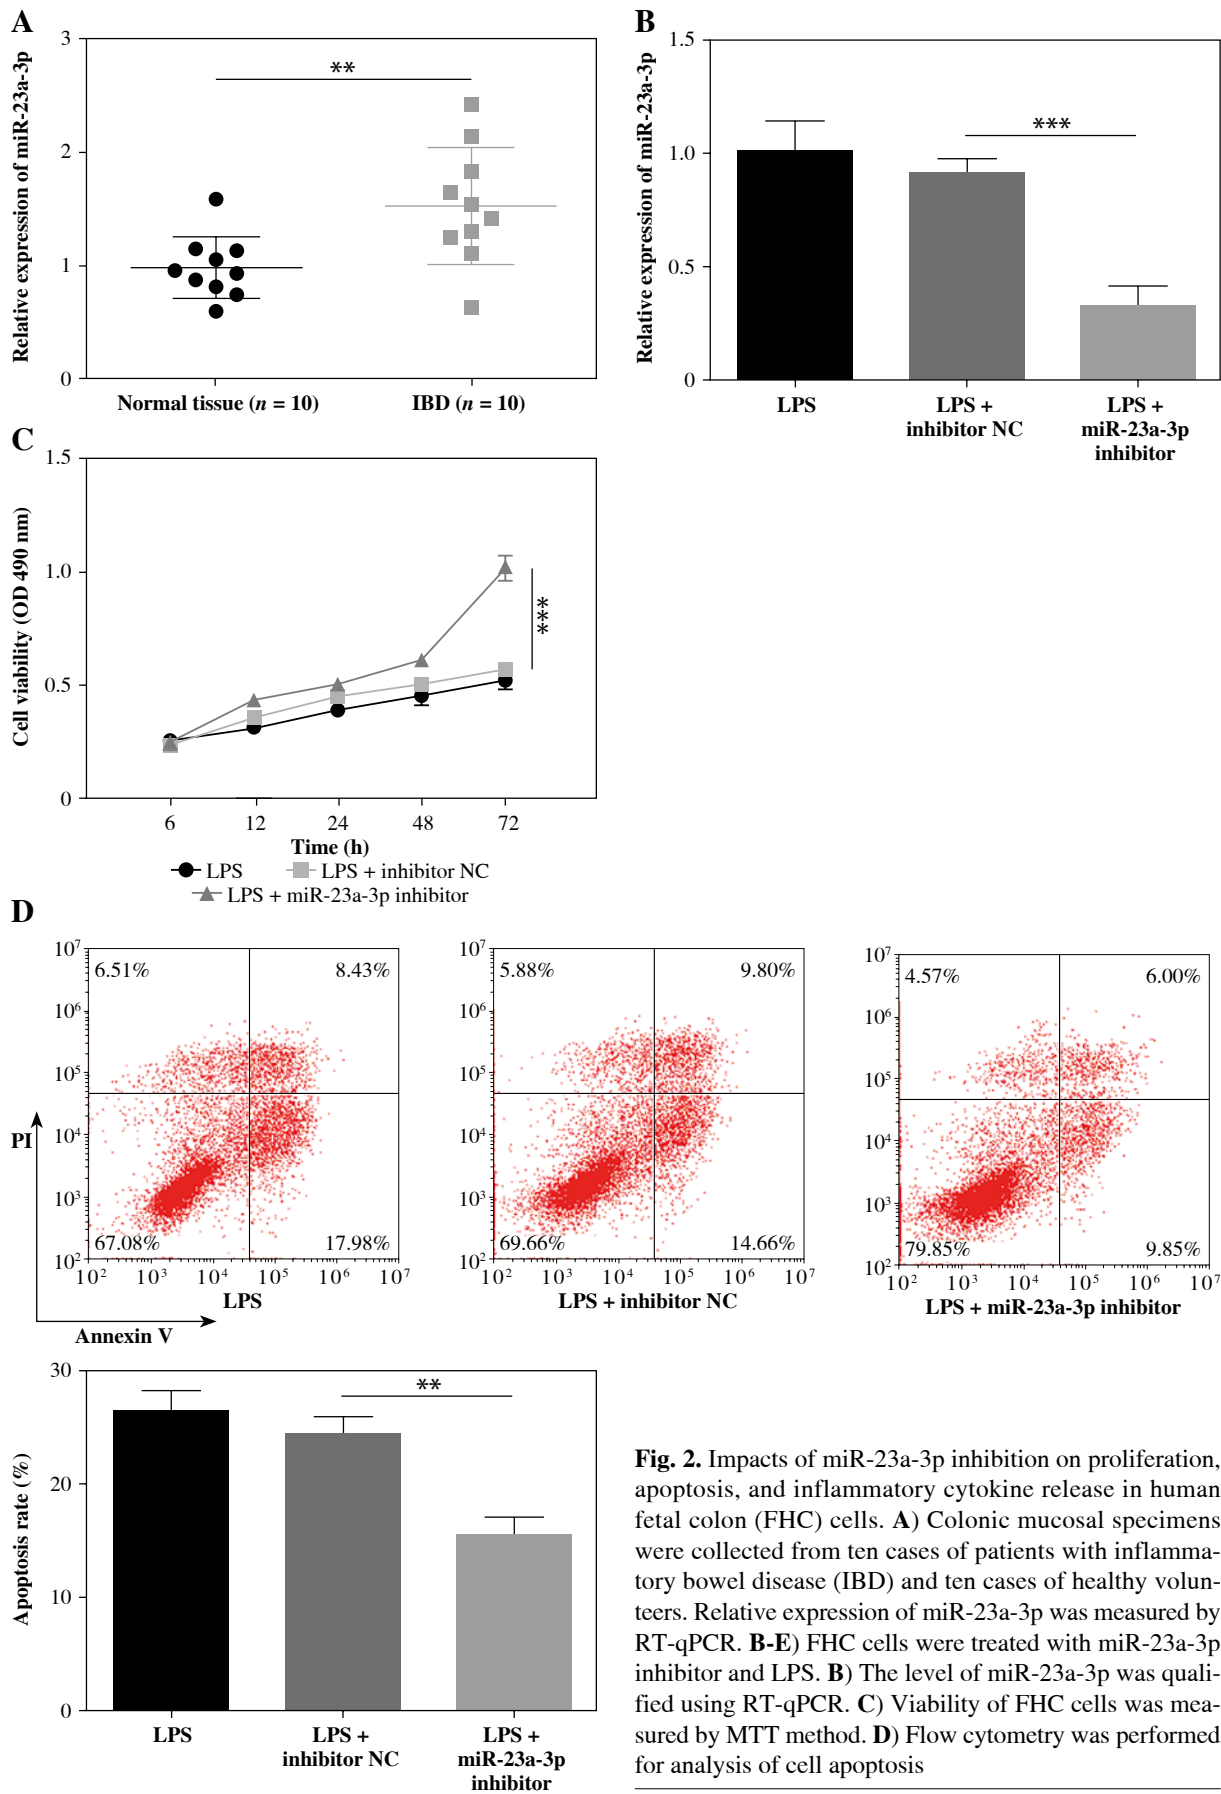 A
Relative expression of miR-23a-3p
3
2
1
0
**
Normal tissue (n = 10)
IBD (n = 10)
B
Relative expression of miR-23a-3p
1.5
1.0
0.5
0
***
LPS
LPS +
inhibitor NC
LPS +
miR-23a-3p
inhibitor
C
Cell viability (OD 490 nm)
1.5
1.0
0.5
0
***
6
12
24
48
72
Time (h)
LPS
LPS + inhibitor NC
LPS + miR-23a-3p inhibitor
D
PI
Annexin V
10⁷
10⁶
10⁵
10⁴
10³
10²
6.51%
8.43%
67.08%
17.98%
10² 10³ 10⁴ 10⁵ 10⁶ 10⁷
LPS
10⁷
10⁶
10⁵
10⁴
10³
10²
5.88%
9.80%
69.66%
14.66%
10² 10³ 10⁴ 10⁵ 10⁶ 10⁷
LPS + inhibitor NC
10⁷
10⁶
10⁵
10⁴
10³
10²
4.57%
6.00%
79.85%
9.85%
10² 10³ 10⁴ 10⁵ 10⁶ 10⁷
LPS + miR-23a-3p inhibitor
Apoptosis rate (%)
30
20
10
0
**
LPS
LPS +
inhibitor NC
LPS +
miR-23a-3p
inhibitor
Fig. 2. Impacts of miR-23a-3p inhibition on proliferation,
apoptosis, and inflammatory cytokine release in human
fetal colon (FHC) cells. A) Colonic mucosal specimens
were collected from ten cases of patients with inflamma-
tory bowel disease (IBD) and ten cases of healthy volun-
teers. Relative expression of miR-23a-3p was measured by
RT-qPCR. B-E) FHC cells were treated with miR-23a-3p
inhibitor and LPS. B) The level of miR-23a-3p was quali-
fied using RT-qPCR. C) Viability of FHC cells was mea-
sured by MTT method. D) Flow cytometry was performed
for analysis of cell apoptosis